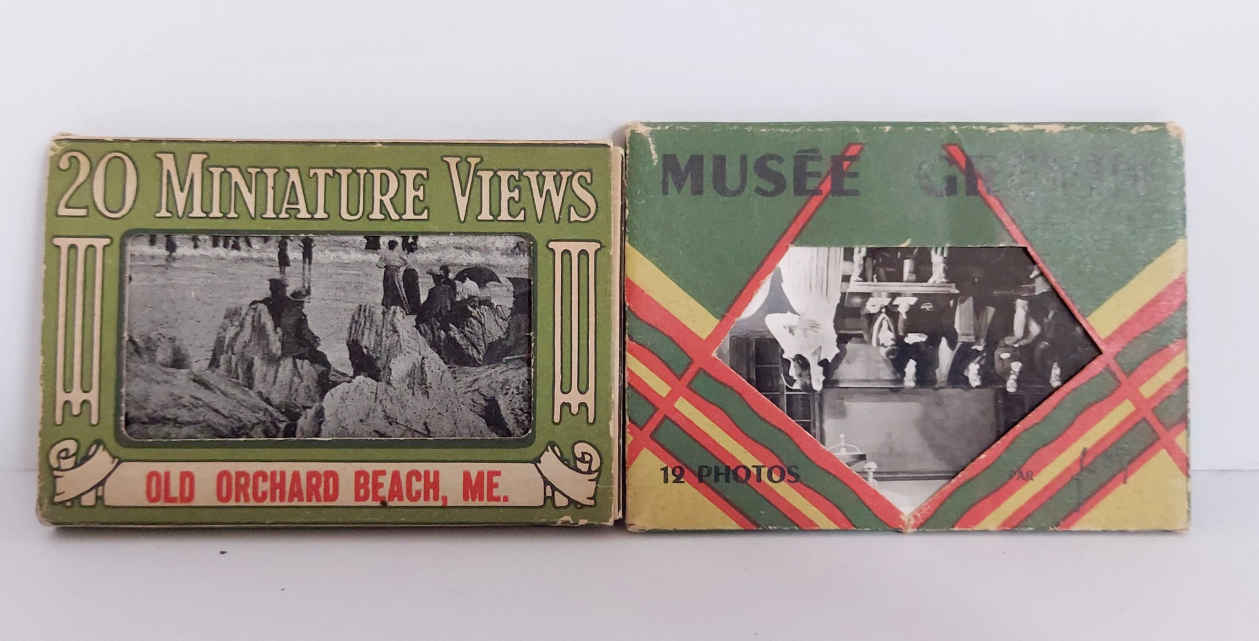 20 MINIATURE VIEWS
OLD ORCHARD BEACH, ME.
MUSÉE
12 PHOTOS
PAR